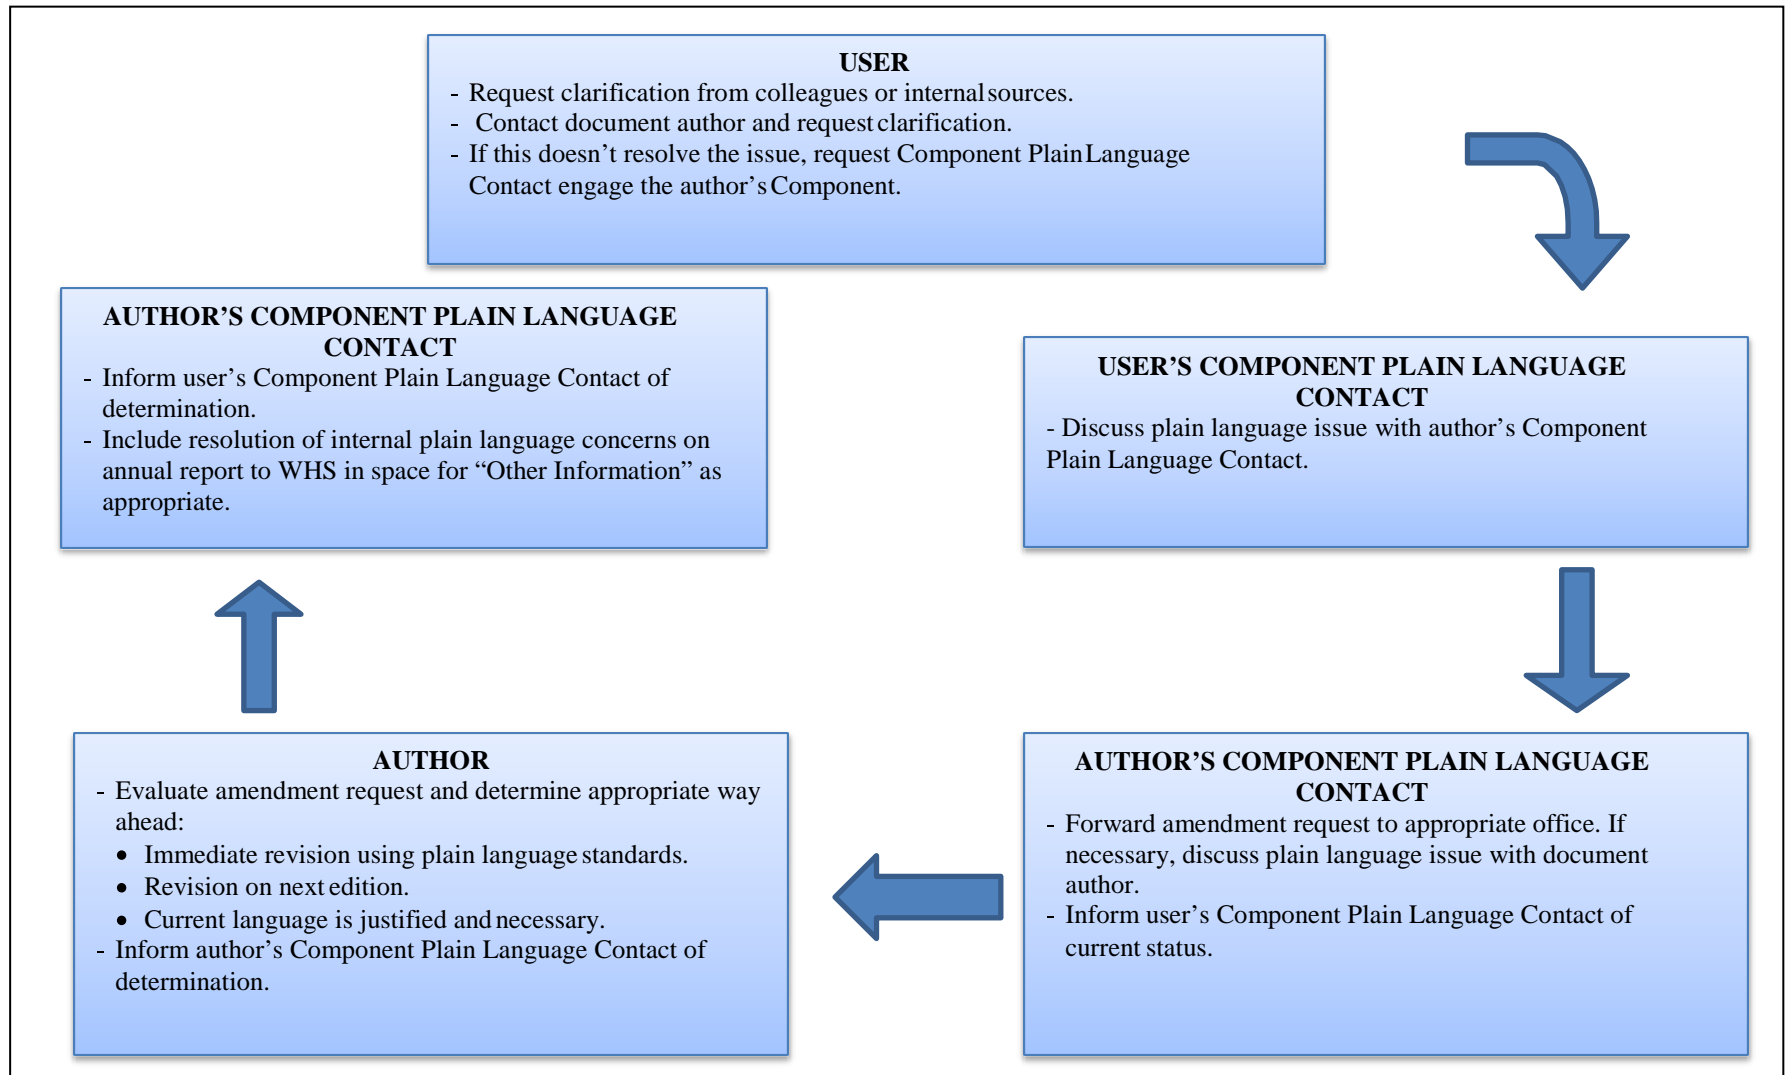 USER
- Request clarification from colleagues or internal sources.
- Contact document author and request clarification.
- If this doesn’t resolve the issue, request Component Plain Language
Contact engage the author’s Component.
AUTHOR’S COMPONENT PLAIN LANGUAGE
CONTACT
- Inform user’s Component Plain Language Contact of
determination.
- Include resolution of internal plain language concerns on
annual report to WHS in space for “Other Information” as
appropriate.
USER’S COMPONENT PLAIN LANGUAGE
CONTACT
- Discuss plain language issue with author’s Component
Plain Language Contact.
AUTHOR
- Evaluate amendment request and determine appropriate way
ahead:
• Immediate revision using plain language standards.
• Revision on next edition.
• Current language is justified and necessary.
- Inform author’s Component Plain Language Contact of
determination.
AUTHOR’S COMPONENT PLAIN LANGUAGE
CONTACT
- Forward amendment request to appropriate office. If
necessary, discuss plain language issue with document
author.
- Inform user’s Component Plain Language Contact of
current status.